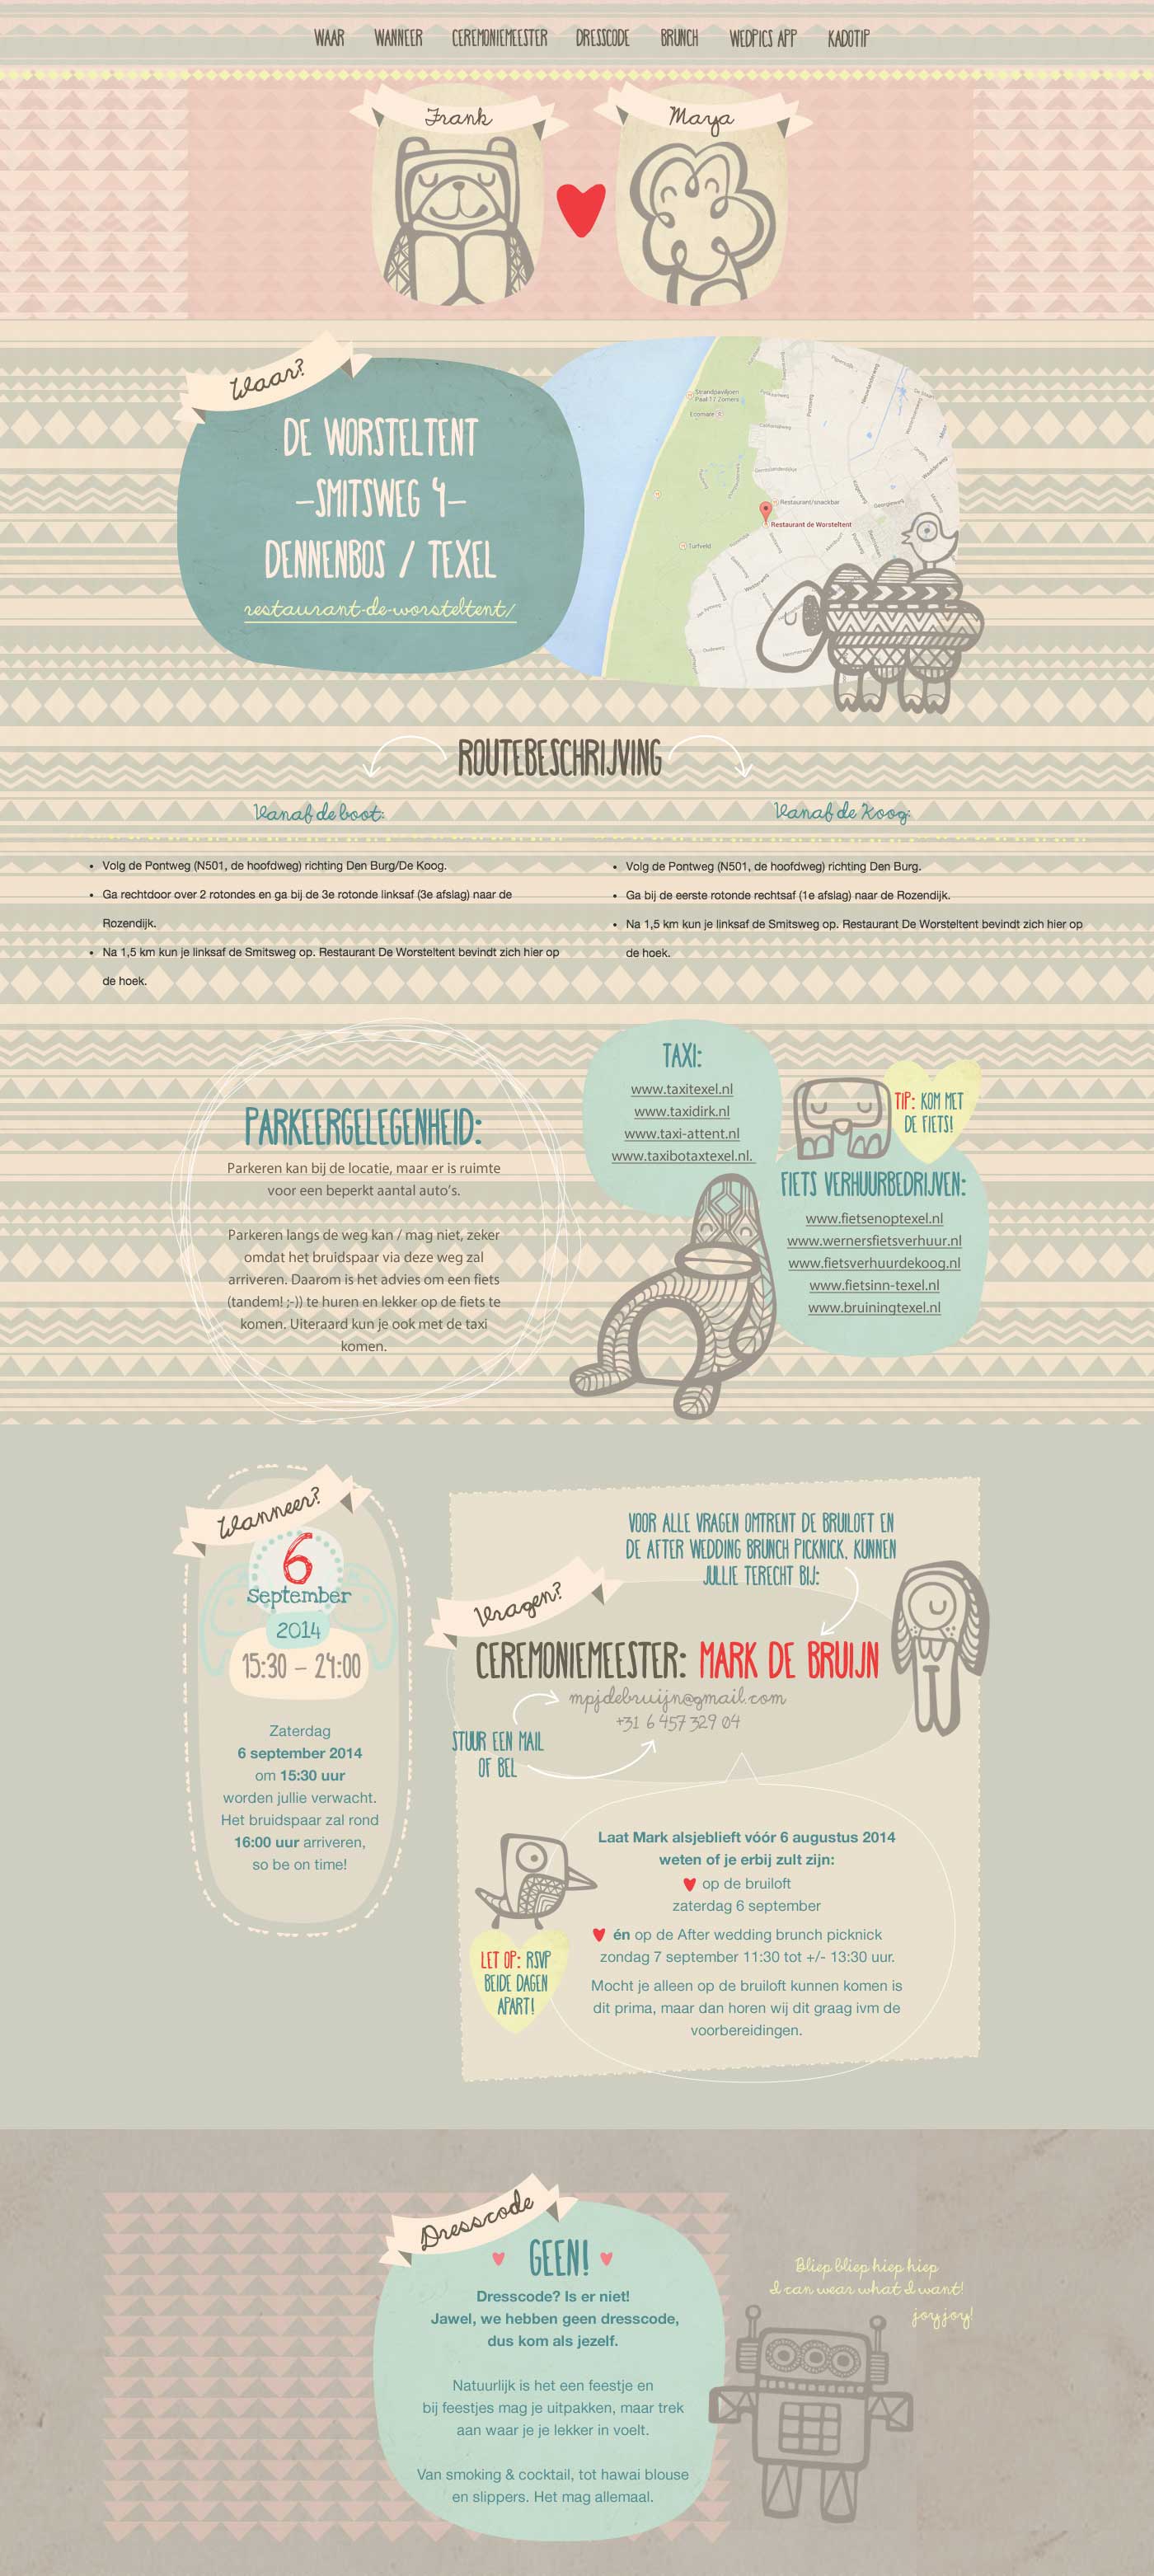 WAAR WANNEER CEREMONIEMEESTER DRESSCODE BRUNCH WEDPICS APP KADOTIP
Frank
Maya
Waar?
DE WORSTELTENT
-SMITSWEG 4-
DENNENBOS / TEXEL
restaurant-de-worsteltent/
Strandpaviljoen
Paal 17 Zomers
Ecomare
Restaurant/snackbar
Restaurant de Worsteltent
Turfveld
ROUTEBESCHRIJVING
Vanaf de boot:
• Volg de Pontweg (N501, de hoofdweg) richting Den Burg/De Koog.
• Ga rechtdoor over 2 rotondes en ga bij de 3e rotonde linksaf (3e afslag) naar de
Rozendijk.
• Na 1,5 km kun je linksaf de Smitsweg op. Restaurant De Worsteltent bevindt zich hier op
de hoek.
Vanaf de Koog:
• Volg de Pontweg (N501, de hoofdweg) richting Den Burg.
• Ga bij de eerste rotonde rechtsaf (1e afslag) naar de Rozendijk.
• Na 1,5 km kun je linksaf de Smitsweg op. Restaurant De Worsteltent bevindt zich hier op
de hoek.
PARKEERGELEGENHEID:
Parkeren kan bij de locatie, maar er is ruimte
voor een beperkt aantal auto's.
Parkeren langs de weg kan / mag niet, zeker
omdat het bruidspaar via deze weg zal
arriveren. Daarom is het advies om een fiets
(tandem! ;-)) te huren en lekker op de fiets te
komen. Uiteraard kun je ook met de taxi
komen.
TAXI:
www.taxitexel.nl
www.taxidirk.nl
www.taxi-attent.nl
www.taxibotaxtexel.nl.
TIP: KOM MET
DE FIETS!
FIETS VERHUURBEDRIJVEN:
www.fietsenoptexel.nl
www.wernersfietsverhuur.nl
www.fietsverhuurdekoog.nl
www.fietsinn-texel.nl
www.bruiningtexel.nl
Wanneer?
6
september
2014
15:30 - 24:00
Zaterdag
6 september 2014
om 15:30 uur
worden jullie verwacht.
Het bruidspaar zal rond
16:00 uur arriveren,
so be on time!
VOOR ALLE VRAGEN OMTRENT DE BRUILOFT EN
DE AFTER WEDDING BRUNCH PICKNICK, KUNNEN
JULLIE TERECHT BIJ:
Vragen?
CEREMONIEMEESTER: MARK DE BRUIJN
mpjdebruijn@gmail.com
+31 6 457 329 04
STUUR EEN MAIL
OF BEL
Laat Mark alsjeblieft vóór 6 augustus 2014
weten of je erbij zult zijn:
op de bruiloft
zaterdag 6 september
én op de After wedding brunch picknick
zondag 7 september 11:30 tot +/- 13:30 uur.
Mocht je alleen op de bruiloft kunnen komen is
dit prima, maar dan horen wij dit graag ivm de
voorbereidingen.
LET OP: RSVP
BEIDE DAGEN
APART!
Dresscode
GEEN!
Dresscode? Is er niet!
Jawel, we hebben geen dresscode,
dus kom als jezelf.
Natuurlijk is het een feestje en
bij feestjes mag je uitpakken, maar trek
aan waar je je lekker in voelt.
Van smoking & cocktail, tot hawai blouse
en slippers. Het mag allemaal.
Bliep bliep hiep hiep
I can wear what I want!
joy joy!